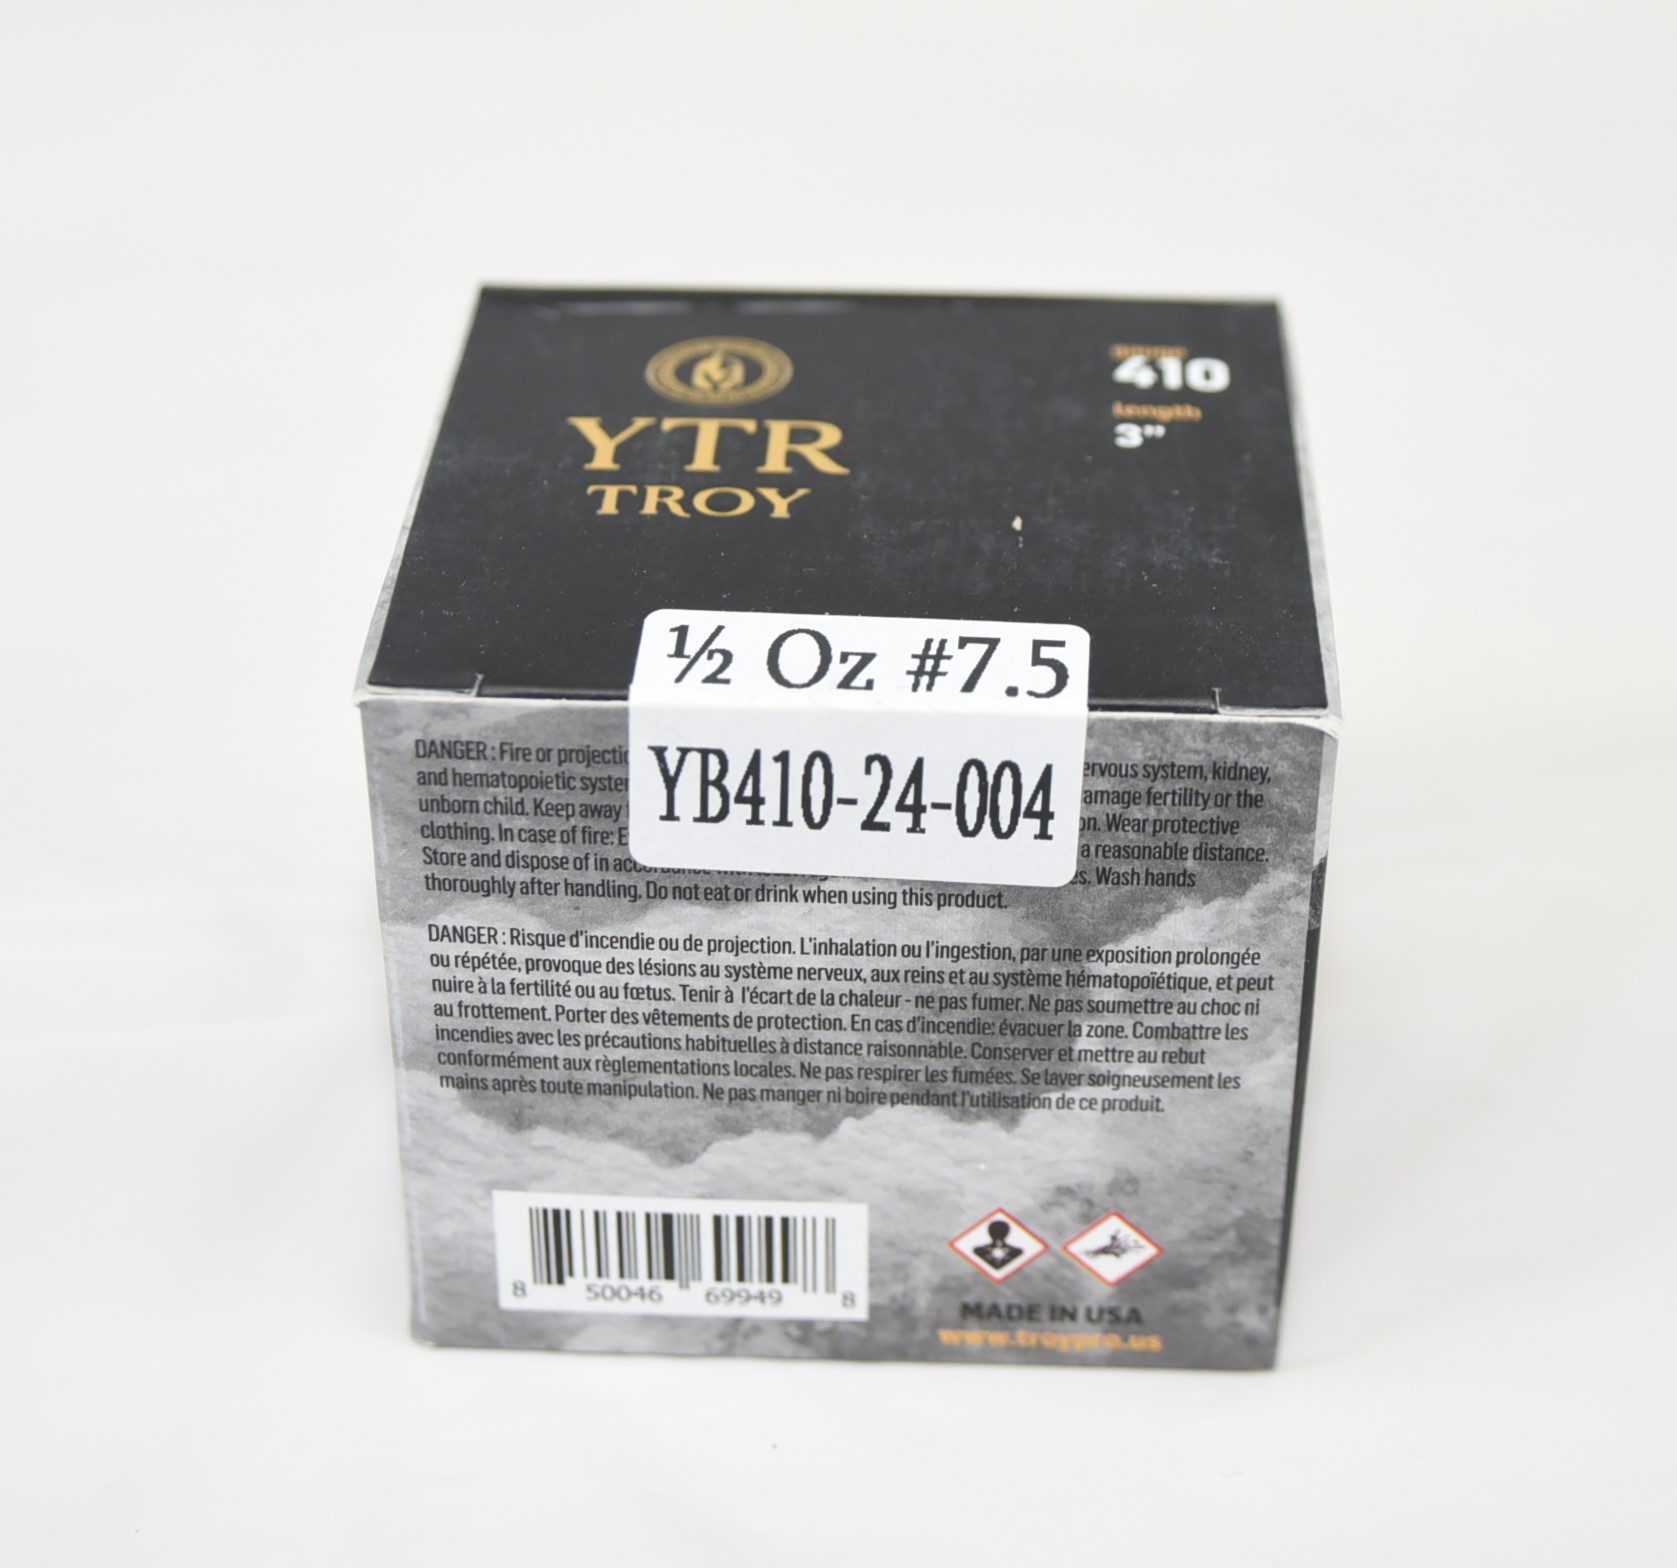 YTR
TROY
gauge
410
length
3”
½ Oz #7.5
YB410-24-004
DANGER : Fire or
ervous system, kidney,
and hematopoietic
amage fertility or the
unborn child. Keep away
Wear protective
clothing. In case of fire:
a reasonable distance.
Store and dispose of in
Wash hands
thoroughly after handling. Do not eat or drink when using this product.
DANGER : Risque d'incendie ou de projection. L'inhalation ou l'ingestion, par une exposition prolongée
ou répétée, provoque des lésions au système nerveux, aux reins et au système hématopoïétique, et peut
nuire à la fertilité ou au fœtus. Tenir à l'écart de la chaleur - ne pas fumer. Ne pas soumettre au choc ni
au frottement. Porter des vêtements de protection. En cas d'incendie: évacuer la zone. Combattre les
incendies avec les précautions habituelles à distance raisonnable. Conserver et mettre au rebut
conformément aux règlementations locales. Ne pas respirer les fumées. Se laver soigneusement les
mains après toute manipulation. Ne pas manger ni boire pendant l'utilisation de ce produit.
8 50046 69949 8
MADE IN USA
www.troypro.us